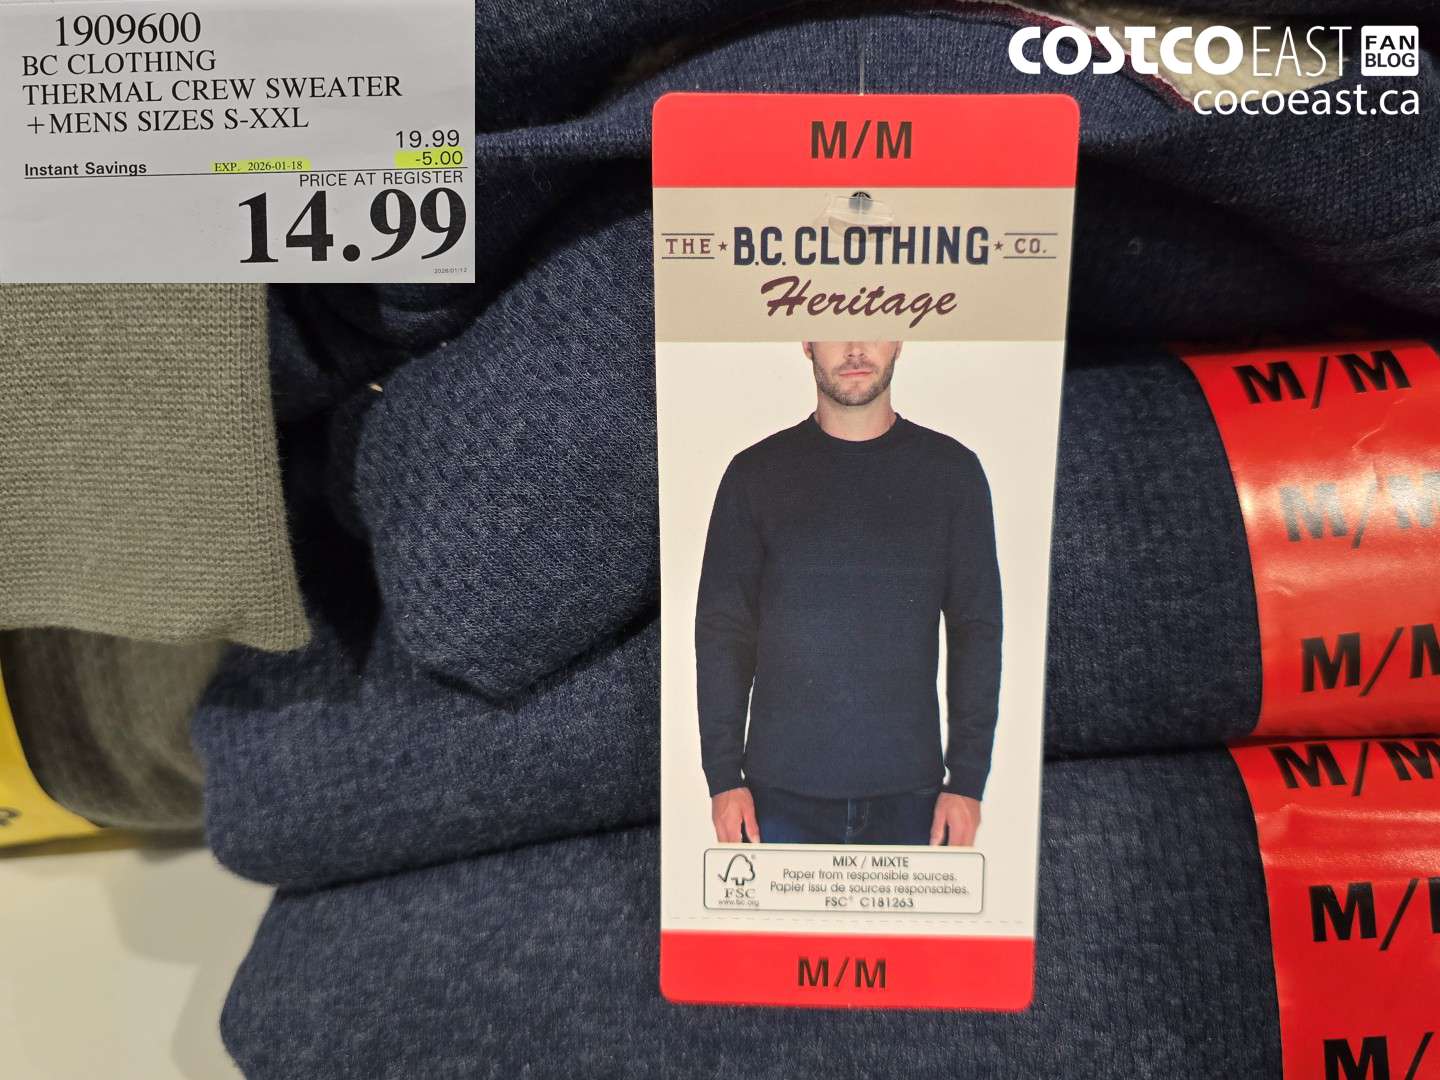 1909600
BC CLOTHING
THERMAL CREW SWEATER
+MENS SIZES S-XXL
19.99
Instant Savings EXP. 2026-01-18 -5.00
PRICE AT REGISTER
14.99
2026/01/12
COSTCO EAST FAN BLOG
cocoeast.ca
M/M
THE ★ B.C. CLOTHING ★ CO.
Heritage
FSC®
www.fsc.org
MIX / MIXTE
Paper from responsible sources.
Papier issu de sources responsables.
FSC® C181263
M/M
M/M
M/M
M/M
M/M
M/
M/